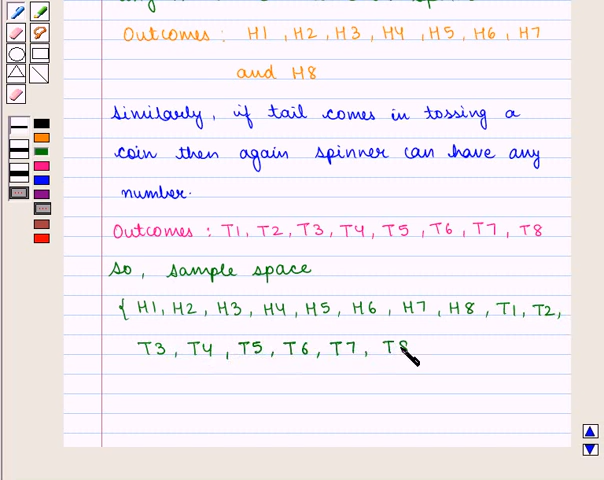 Outcomes : H1 , H2 , H3 , H4 , H5 , H6 , H7
and H8
Similarly, if tail comes in tossing a
coin then again spinner can have any
number.
Outcomes : T1, T2, T3, T4, T5, T6, T7, T8
So, sample space
{ H1, H2, H3, H4, H5, H6, H7, H8, T1, T2,
T3, T4, T5, T6, T7, T8